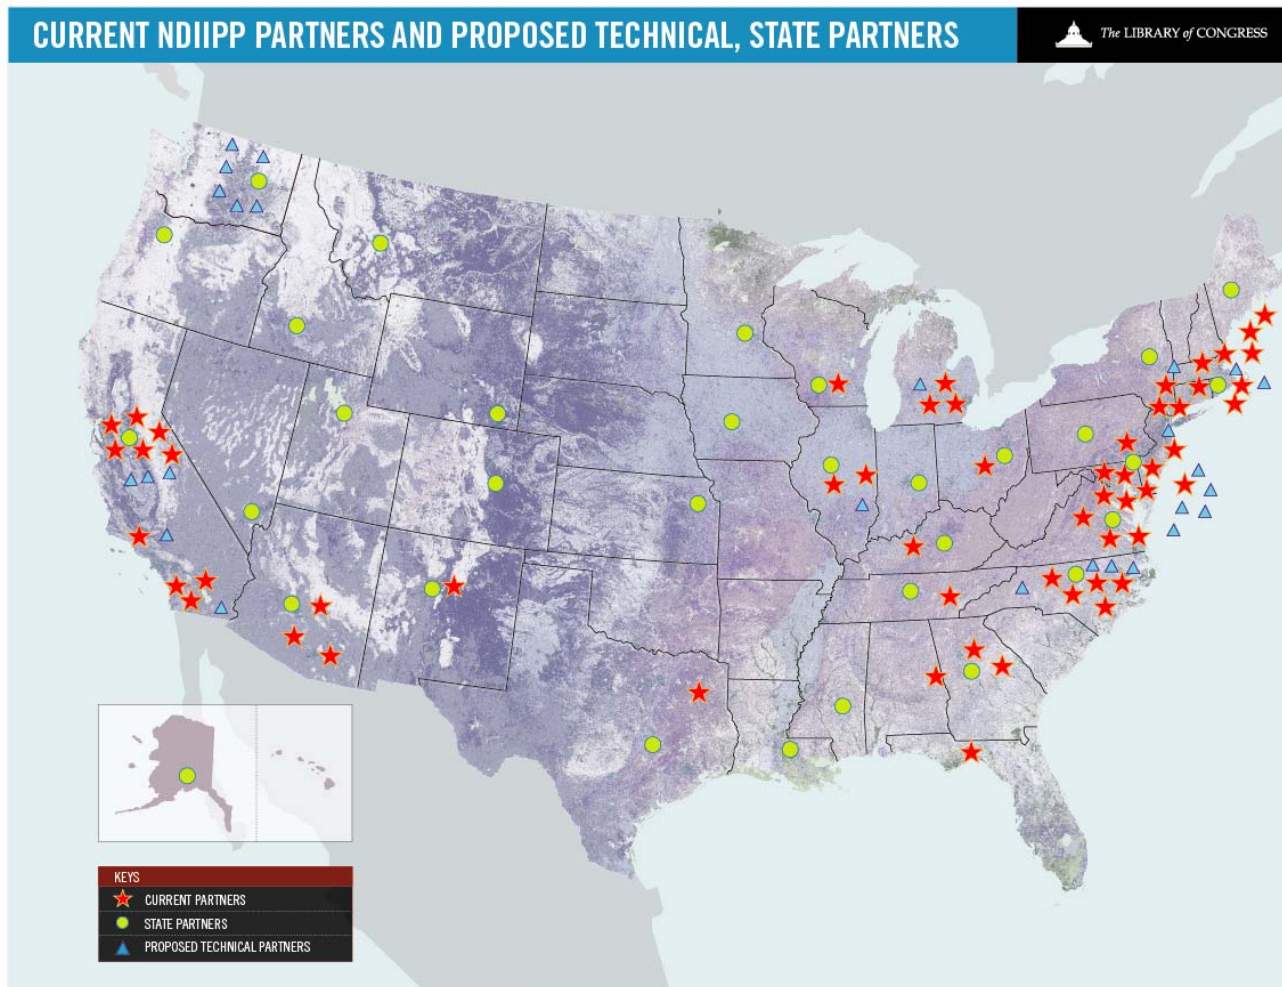 CURRENT NDIIPP PARTNERS AND PROPOSED TECHNICAL, STATE PARTNERS
The LIBRARY of CONGRESS
KEYS
CURRENT PARTNERS
STATE PARTNERS
PROPOSED TECHNICAL PARTNERS